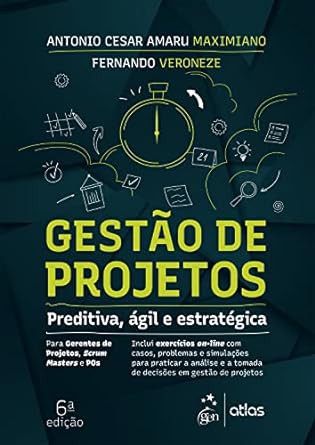 ANTONIO CESAR AMARU MAXIMIANO
FERNANDO VERONEZE
21
GESTÃO DE
PROJETOS
Preditiva, ágil e estratégica
Para Gerentes de
Projetos, Scrum
Masters e POs
Inclui exercícios on-line com
casos, problemas e simulações
para praticar a análise e a tomada
de decisões em gestão de projetos
6ª
edição
gen
atlas